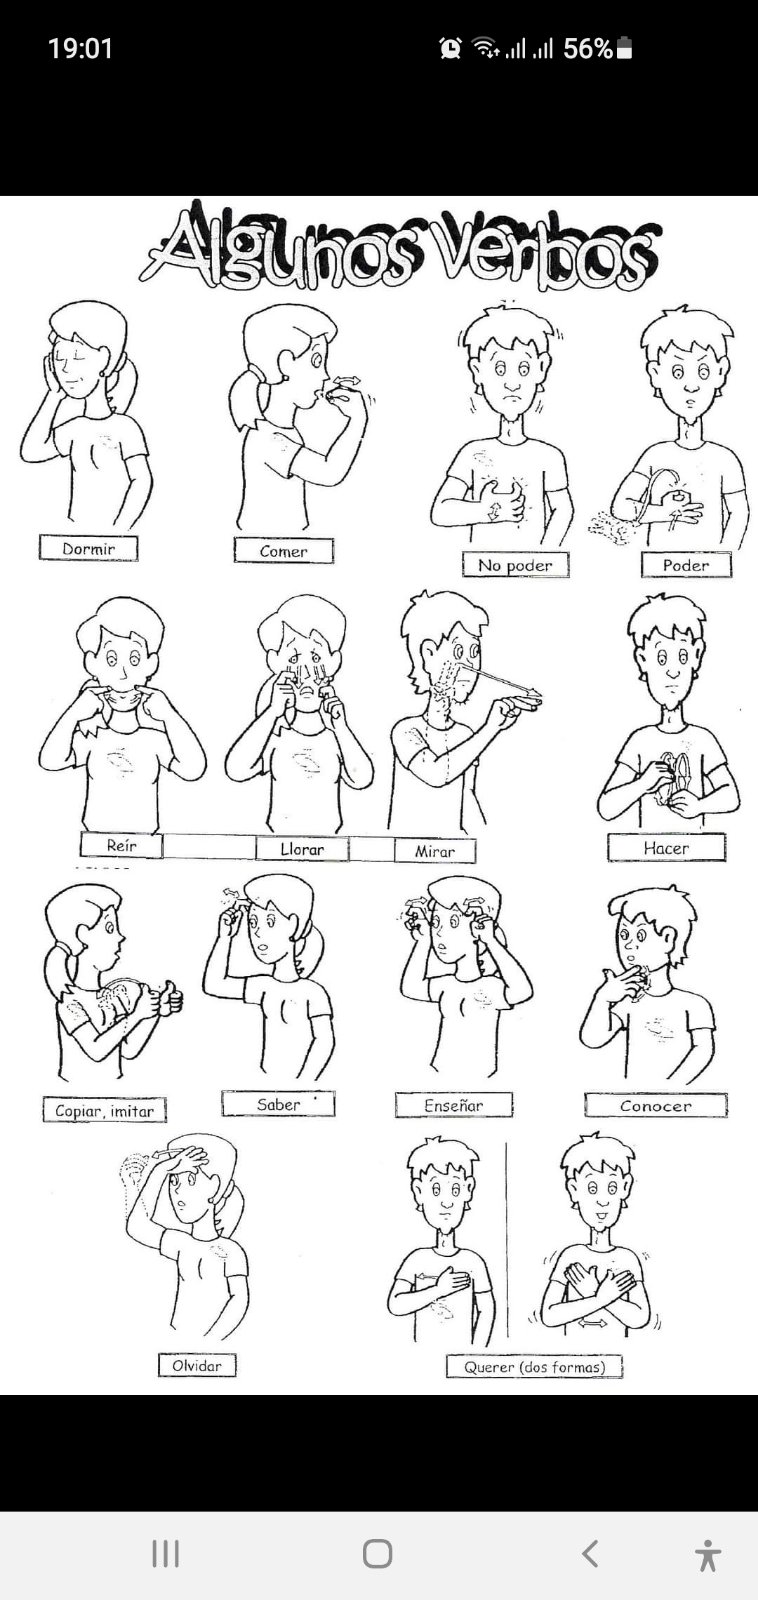 19:01 56%
Algunos Verbos
Dormir
Comer
No poder
Poder
Reír
Llorar
Mirar
Hacer
Copiar, imitar
Saber
Enseñar
Conocer
Olvidar
Querer (dos formas)